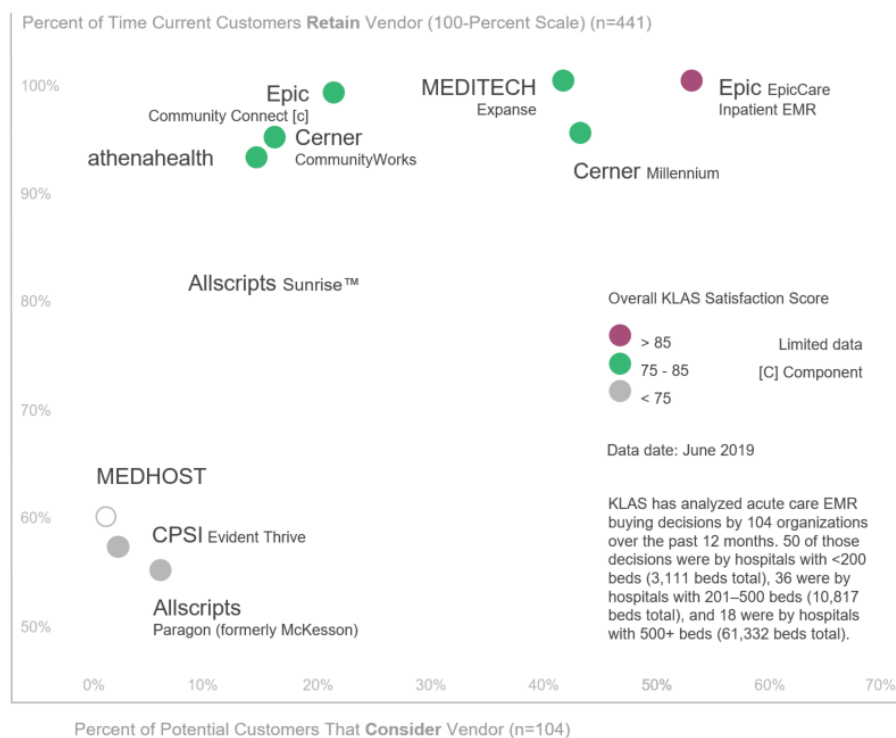 Percent of Time Current Customers Retain Vendor (100-Percent Scale) (n=441)
100%
90%
80%
70%
60%
50%
Epic
Community Connect [c]
Cerner
CommunityWorks
athenahealth
MEDITECH
Expanse
Epic EpicCare
Inpatient EMR
Cerner Millennium
Allscripts Sunrise™
MEDHOST
CPSI Evident Thrive
Allscripts
Paragon (formerly McKesson)
Overall KLAS Satisfaction Score
> 85
Limited data
75 - 85
[C] Component
< 75
Data date: June 2019
KLAS has analyzed acute care EMR
buying decisions by 104 organizations
over the past 12 months. 50 of those
decisions were by hospitals with <200
beds (3,111 beds total), 36 were by
hospitals with 201–500 beds (10,817
beds total), and 18 were by hospitals
with 500+ beds (61,332 beds total).
0% 10% 20% 30% 40% 50% 60% 70%
Percent of Potential Customers That Consider Vendor (n=104)